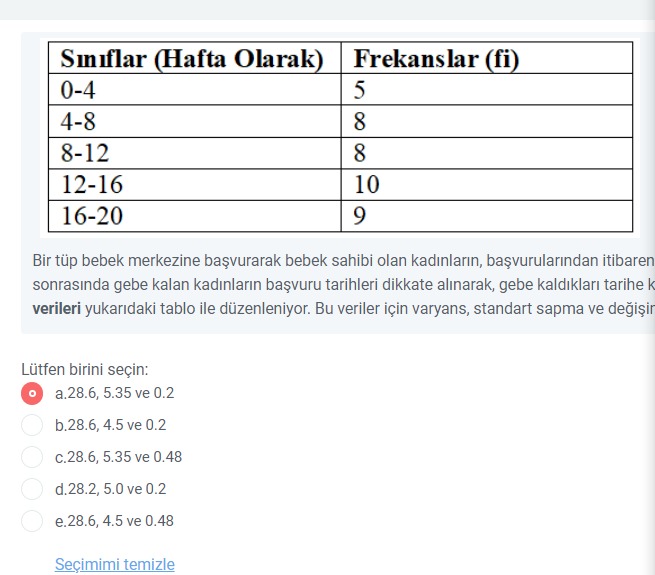 Sınıflar (Hafta Olarak) Frekanslar (fi)
0-4 5
4-8 8
8-12 8
12-16 10
16-20 9
Bir tüp bebek merkezine başvurarak bebek sahibi olan kadınların, başvurularından itibaren
sonrasında gebe kalan kadınların başvuru tarihleri dikkate alınarak, gebe kaldıkları tarihe k
verileri yukarıdaki tablo ile düzenleniyor. Bu veriler için varyans, standart sapma ve değişi
Lütfen birini seçin:
a.28.6, 5.35 ve 0.2
b.28.6, 4.5 ve 0.2
c.28.6, 5.35 ve 0.48
d.28.2, 5.0 ve 0.2
e.28.6, 4.5 ve 0.48
Seçimimi temizle